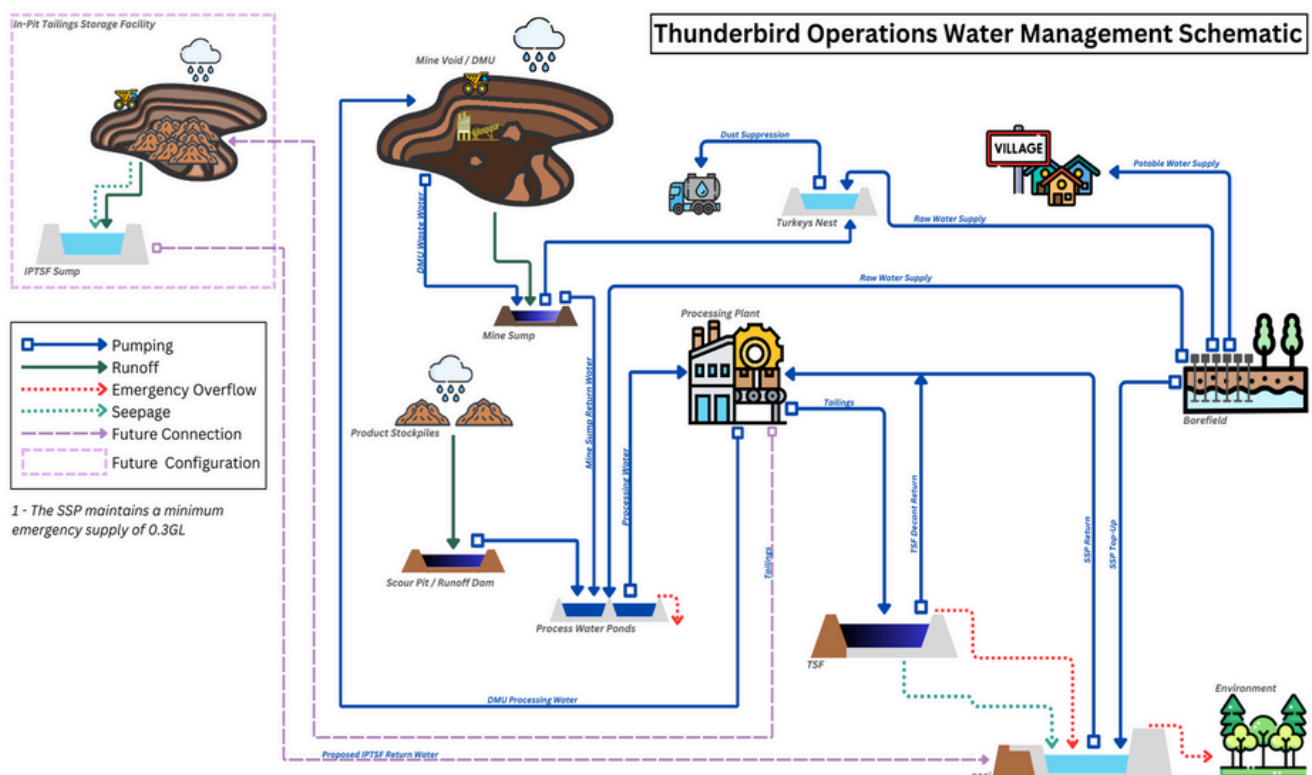 In-Pit Tailings Storage Facility
Thunderbird Operations Water Management Schematic
Mine Void / DMU
Dust Suppression
VILLAGE
Potable Water Supply
Turkeys Nest
Raw Water Supply
IPTSF Sump
DMU Waste Water
Raw Water Supply
Mine Sump
Processing Plant
Pumping
Runoff
Emergency Overflow
Seepage
Future Connection
Future Configuration
1 - The SSP maintains a minimum
emergency supply of 0.3GL
Product Stockpiles
Mine Sump Return Water
Processing Water
Tailings
Borefield
TSF Decant Return
SSP Return
SSP Top-Up
Tailings
Scour Pit / Runoff Dam
Process Water Ponds
TSF
DMU Processing Water
Environment
Proposed IPTSF Return Water